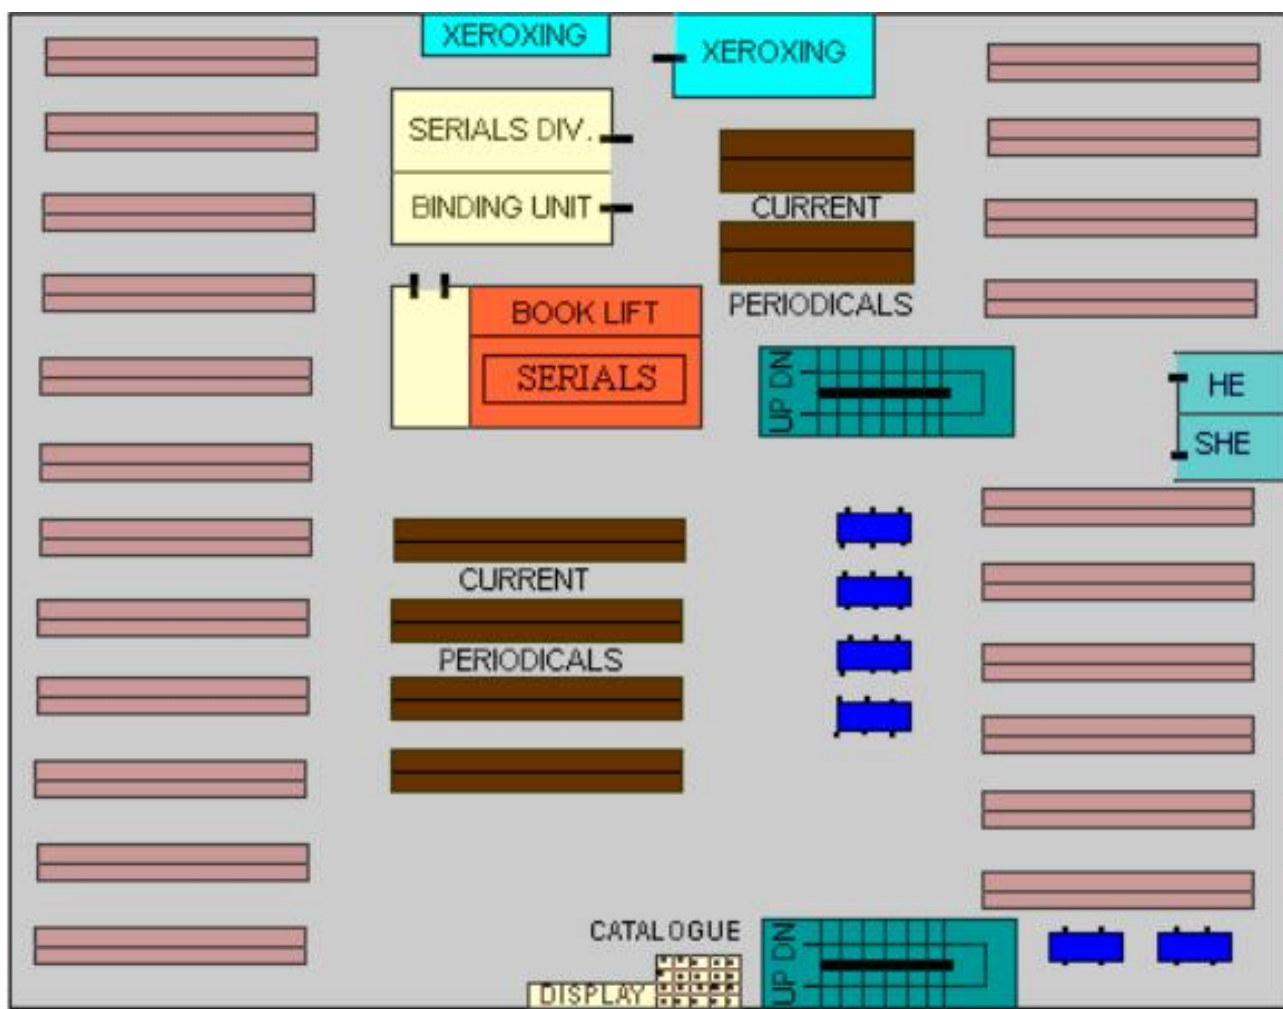 XEROXING
XEROXING
SERIALS DIV.
BINDING UNIT
CURRENT
PERIODICALS
BOOK LIFT
SERIALS
UP DN
HE
SHE
CURRENT
PERIODICALS
CATALOGUE
DISPLAY
UP DN